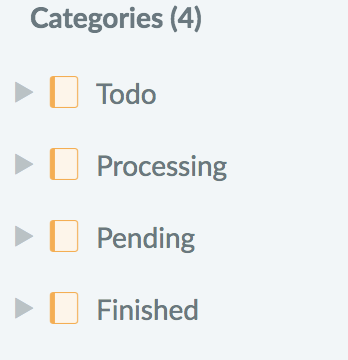 Categories (4)
Todo
Processing
Pending
Finished